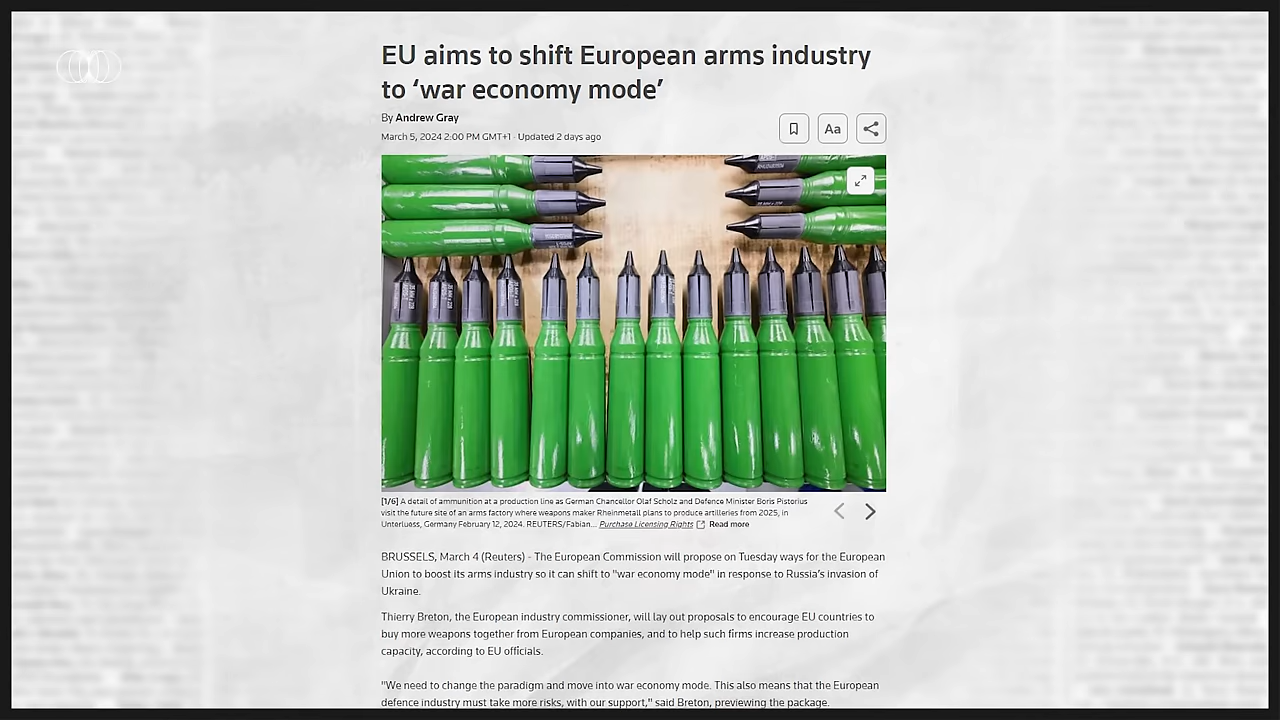 EU aims to shift European arms industry
to ‘war economy mode’
By Andrew Gray
March 5, 2024 2:00 PM GMT+1 · Updated 2 days ago
Aa
[1/6] A detail of ammunition at a production line as German Chancellor Olaf Scholz and Defence Minister Boris Pistorius
visit the future site of an arms factory where weapons maker Rheinmetall plans to produce artilleries from 2025, in
Unterluess, Germany February 12, 2024. REUTERS/Fabian... Purchase Licensing Rights Read more
BRUSSELS, March 4 (Reuters) - The European Commission will propose on Tuesday ways for the European
Union to boost its arms industry so it can shift to "war economy mode" in response to Russia’s invasion of
Ukraine.
Thierry Breton, the European industry commissioner, will lay out proposals to encourage EU countries to
buy more weapons together from European companies, and to help such firms increase production
capacity, according to EU officials.
"We need to change the paradigm and move into war economy mode. This also means that the European
defence industry must take more risks, with our support," said Breton, previewing the package.